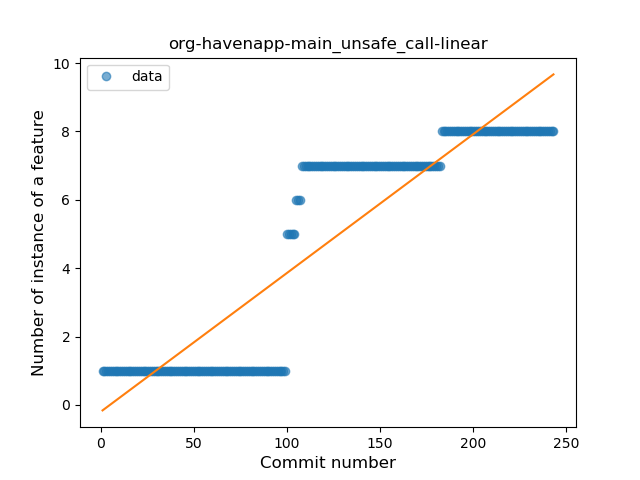 org-havenapp-main_unsafe_call-linear
data
Number of instance of a feature
10
8
6
4
2
0
0 50 100 150 200 250
Commit number